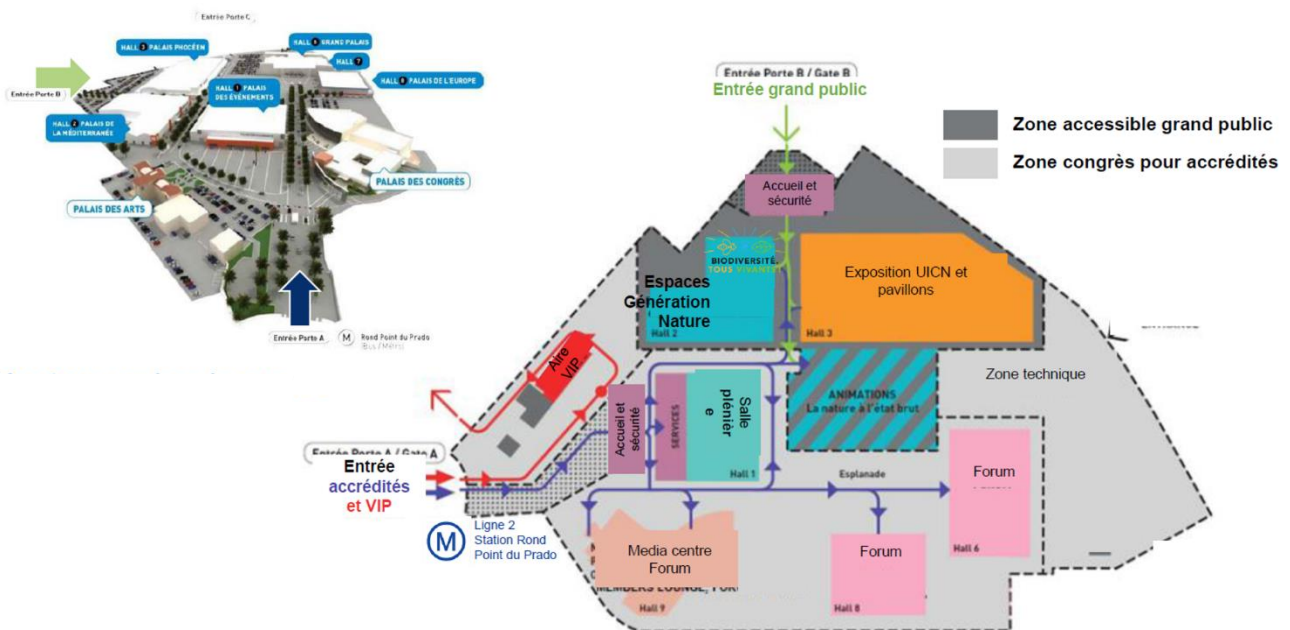 Entrée Porte C
HALL 3 PALAIS PHOCÉEN
HALL 5 GRAND PALAIS
HALL 7
HALL 8 PALAIS DE L'EUROPE
Entrée Porte B
HALL 1 PALAIS
DES ÉVÉNEMENTS
HALL 2 PALAIS DE
LA MÉDITERRANÉE
PALAIS DES CONGRÈS
PALAIS DES ARTS
Entrée Porte A
M
Rond Point du Prado
(Bus / Métro)
Entrée Porte B / Gate B
Entrée grand public
Zone accessible grand public
Zone congrès pour accrédités
Accueil et
sécurité
BIODIVERSITÉ.
TOUS VIVANTS!
Espaces
Génération
Nature
Hall 2
Exposition UICN et
pavillons
Hall 3
Aire
VIP
Zone technique
ANIMATIONS
La nature à l'état brut
Accueil et
sécurité
SERVICES
Salle
plénièr
e
Hall 1
Entrée Porte A / Gate A
Entrée
accrédités
et VIP
M
Ligne 2
Station Rond
Point du Prado
Esplanade
Forum
Hall 6
Media centre
Forum
MEMBERS LOUNGE,
Hall 9
Forum
Hall 8